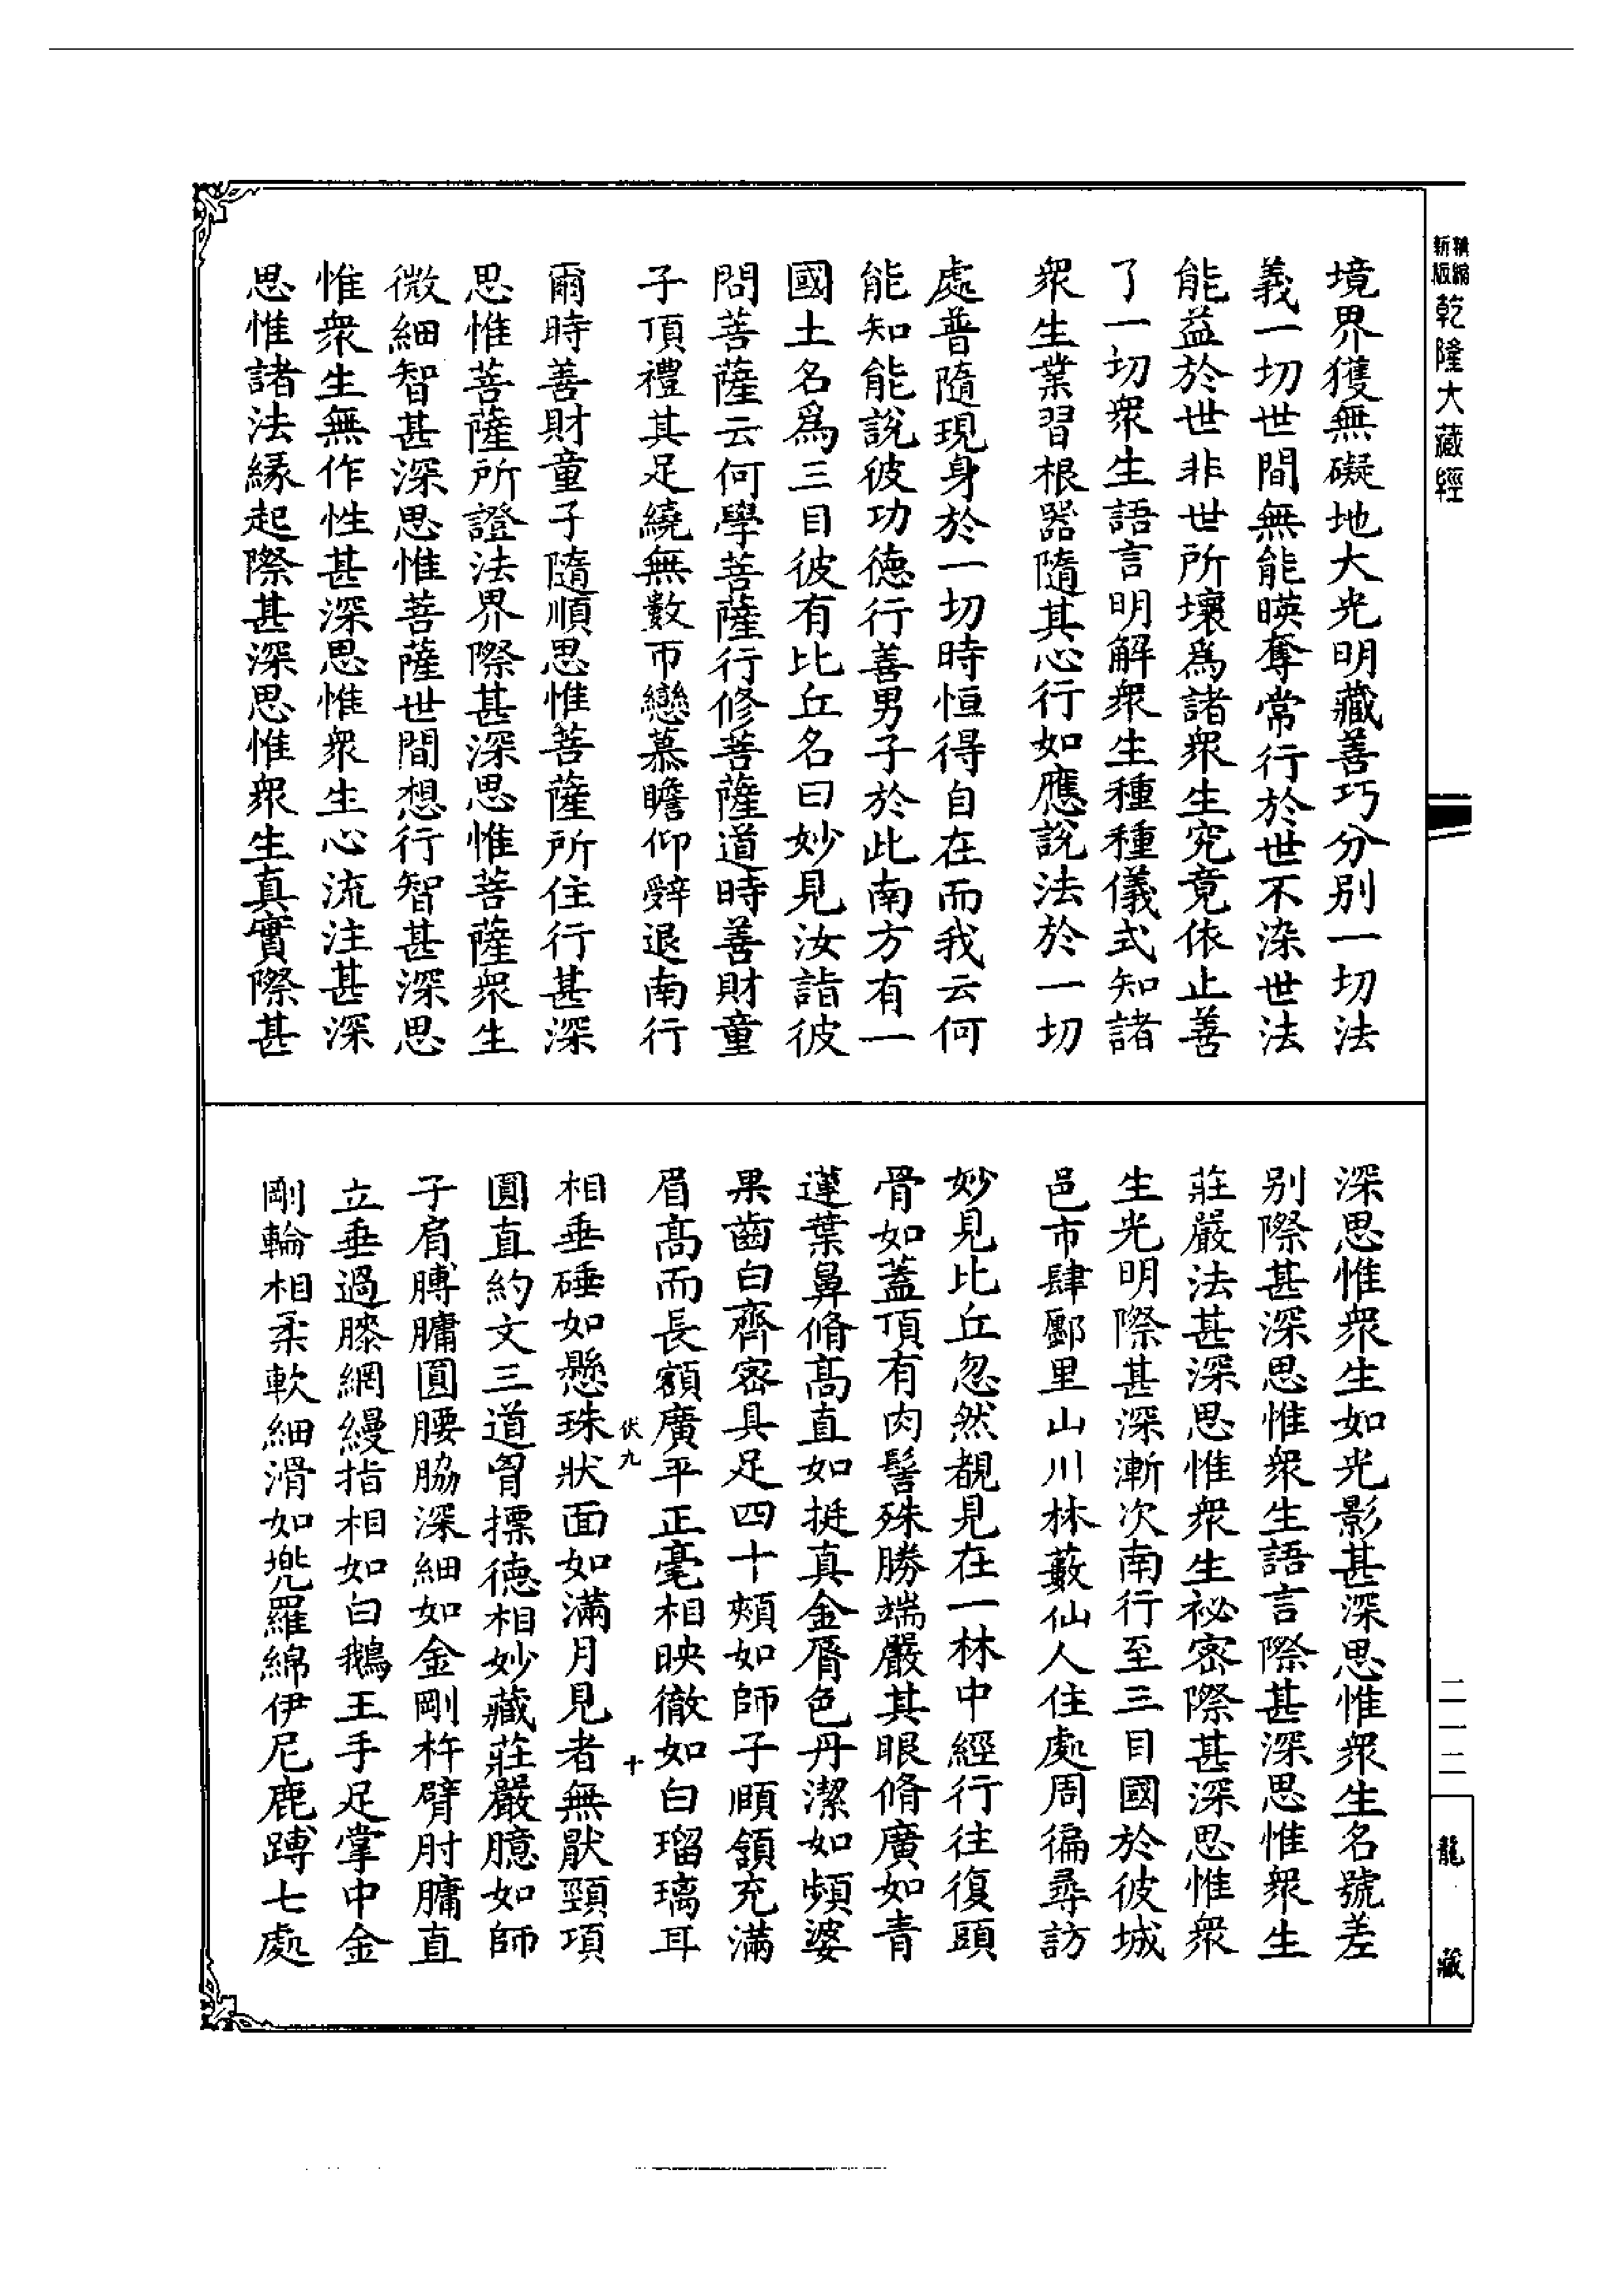 精縮新版乾隆大藏經
境界獲無礙地大光明藏善巧分別一切法
義一切世間無能暎奪常行於世不染世法
能益於世非世所壞爲諸衆生究竟依止善
了一切衆生語言明解衆生種種儀式知諸
衆生業習根器隨其心行如應說法於一切
處普隨現身於一切時恒得自在而我云何
能知能說彼功德行善男子於此南方有一
國土名爲三目彼有比丘名曰妙見汝詣彼
問菩薩云何學菩薩行修菩薩道時善財童
子頂禮其足繞無數帀戀慕瞻仰辤退南行
爾時善財童子隨順思惟菩薩所住行甚深
思惟菩薩所證法界際甚深思惟菩薩衆生
微細智甚深思惟菩薩世間想行智甚深思
惟衆生無作性甚深思惟衆生心流注甚深
思惟諸法緣起際甚深思惟衆生真實際甚
深思惟衆生如光影甚深思惟衆生名號差
別際甚深思惟衆生語言際甚深思惟衆生
莊嚴法甚深思惟衆生祕密際甚深思惟衆
生光明際甚深漸次南行至三目國於彼城
邑市肆鄽里山川林藪仙人住處周徧尋訪
妙見比丘忽然覩見在一林中經行往復頭
骨如蓋頂有肉髻殊勝端嚴其眼脩廣如青
蓮葉鼻脩高直如挺真金脣色丹潔如頻婆
果齒白齊密具足四十頰如師子頤頷充滿
眉高而長額廣平正毫相映徹如白瑠璃耳
伏九 十
相垂硾如懸珠狀面如滿月見者無猒頸項
圓直約文三道胷摽德相妙藏莊嚴臆如師
子肩膊𦟛圓腰脇深細如金剛杵臂肘𦟛直
立垂過膝網縵指相如白鵝王手足掌中金
剛輪相柔軟細滑如兠羅綿伊尼鹿蹲七處
二一二
龍藏